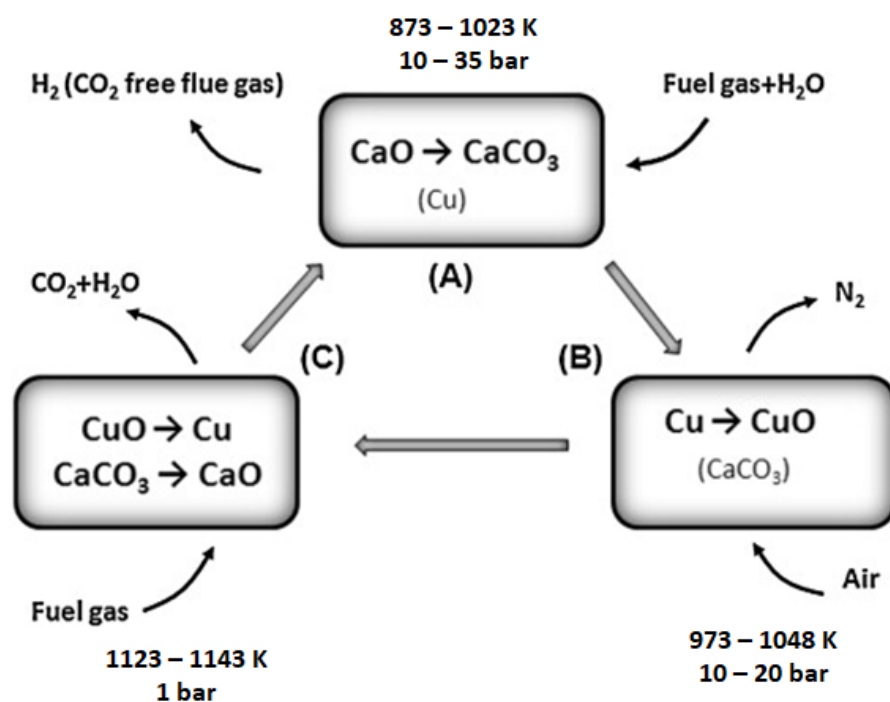 873 – 1023 K
10 – 35 bar
H₂ (CO₂ free flue gas)
Fuel gas+H₂O
CaO → CaCO₃
(Cu)
(A)
CO₂+H₂O
N₂
(C)
(B)
CuO → Cu
CaCO₃ → CaO
Cu → CuO
(CaCO₃)
Fuel gas
Air
1123 – 1143 K
1 bar
973 – 1048 K
10 – 20 bar